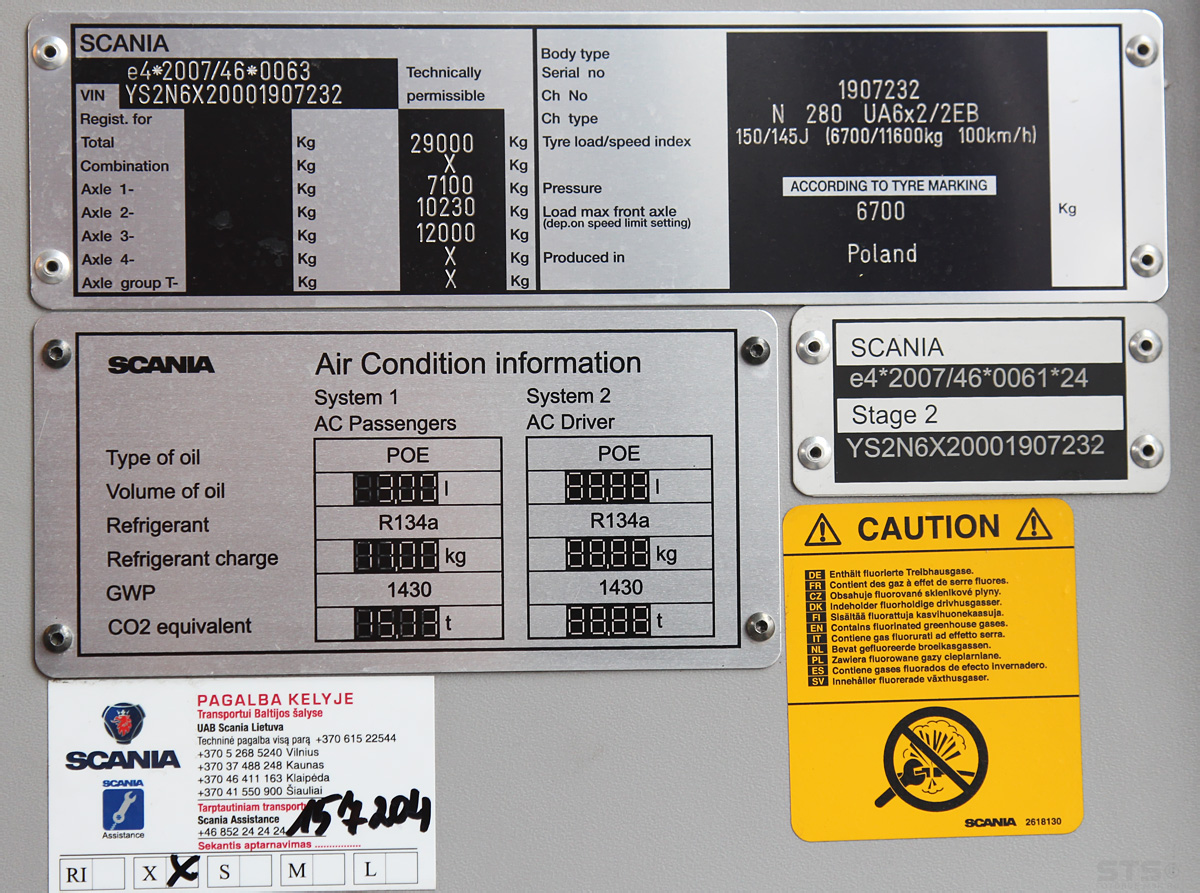 SCANIA
e4*2007/46*0063
VIN YS2N6X20001907232
Technically
permissible
Regist. for
Total Kg 29000 Kg
Combination Kg X Kg
Axle 1- Kg 7100 Kg
Axle 2- Kg 10230 Kg
Axle 3- Kg 12000 Kg
Axle 4- Kg X Kg
Axle group T- Kg X Kg
Body type
Serial no
Ch No 1907232
Ch type N 280 UA6x2/2EB
Tyre load/speed index 150/145J (6700/11600kg 100km/h)
Pressure ACCORDING TO TYRE MARKING
Load max front axle 6700 Kg
(dep.on speed limit setting)
Produced in Poland
SCANIA Air Condition information
System 1 System 2
AC Passengers AC Driver
Type of oil POE POE
Volume of oil l l
Refrigerant R134a R134a
Refrigerant charge kg kg
GWP 1430 1430
CO2 equivalent t t
SCANIA
e4*2007/46*0061*24
Stage 2
YS2N6X20001907232
CAUTION
DE Enthält fluorierte Treibhausgase.
FR Contient des gaz à effet de serre fluores.
CZ Obsahuje fluorované sklenikové plyny.
DK Indeholder fluorholdige drivhusgasser.
FI Sisältää fluorattuja kasvihuonekaasuja.
EN Contains fluorinated greenhouse gases.
IT Contiene gas fluorurati ad effetto serra.
NL Bevat gefluoreerde broeikasgassen.
PL Zawiera fluorowane gazy cieplarniane.
ES Contiene gases fluorados de efecto invernadero.
SV Innehåller fluorerade växthusgaser.
SCANIA 2618130
PAGALBA KELYJE
Transportui Baltijos šalyse
UAB Scania Lietuva
Techninė pagalba visą parą +370 615 22544
+370 5 268 5240 Vilnius
+370 37 488 248 Kaunas
+370 46 411 163 Klaipėda
+370 41 550 900 Šiauliai
Tarptautiniam transport
Scania Assistance
+46 852 24 24 24
Sekantis aptarnavimas
SCANIA
SCANIA
Assistance
157204
RI X X S M L
STS